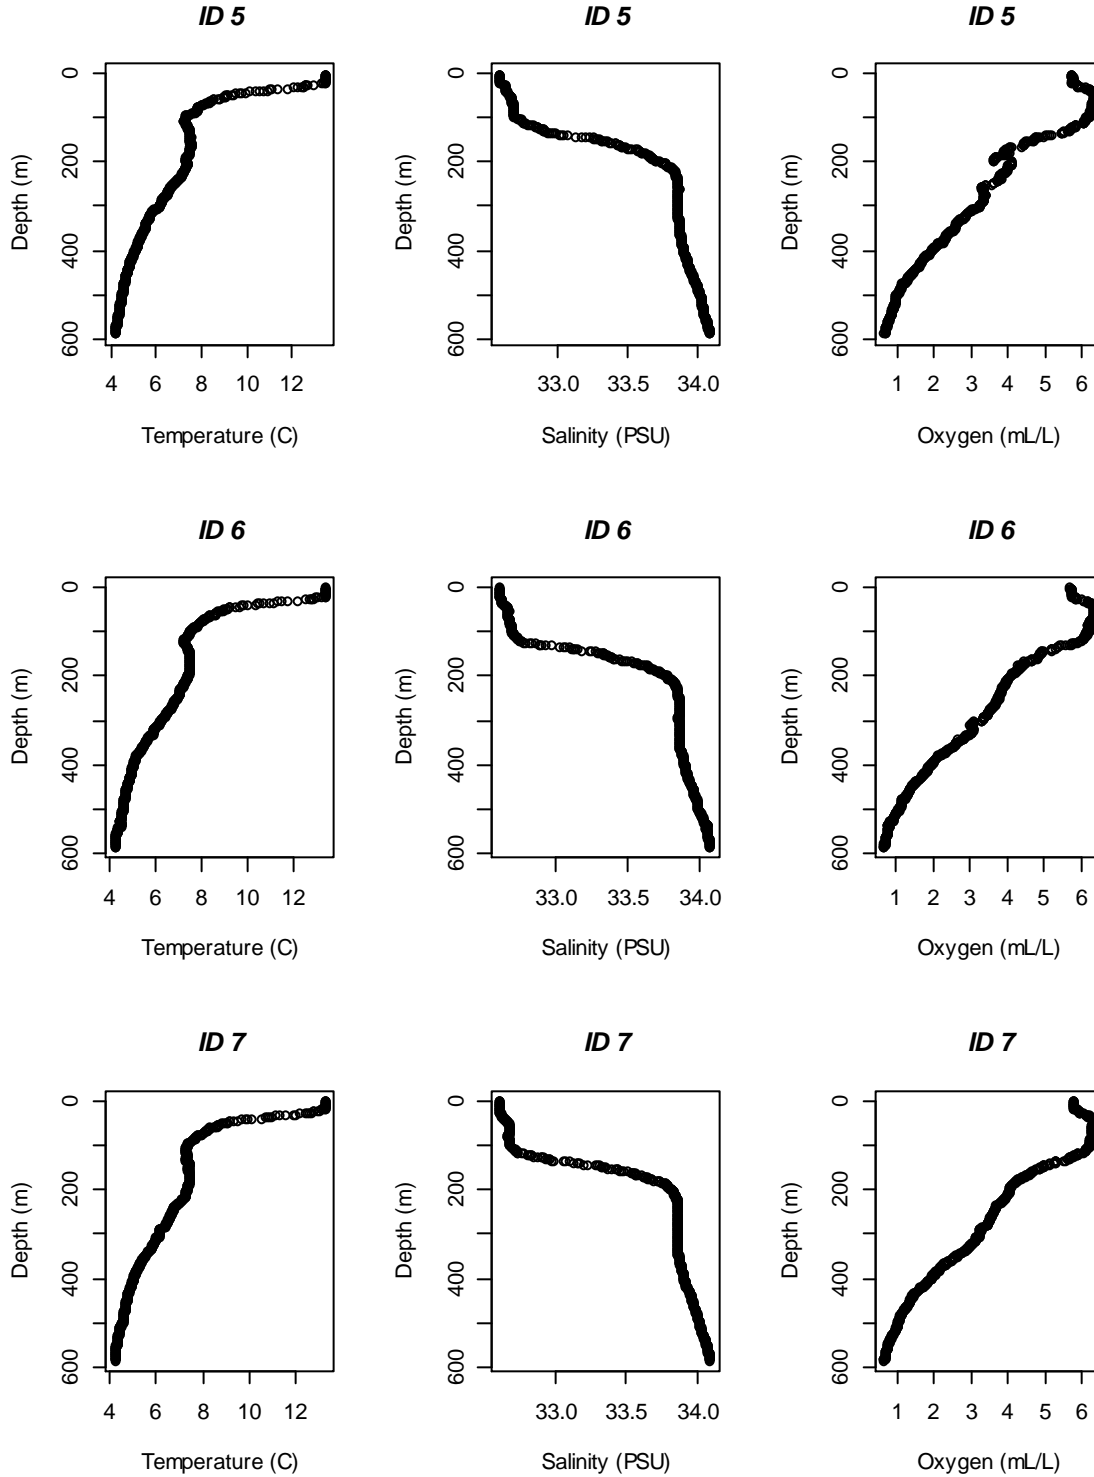 ID 5
ID 5
ID 5
Depth (m)
0
200
400
600
4 6 8 10 12
Temperature (C)
Depth (m)
0
200
400
600
33.0 33.5 34.0
Salinity (PSU)
Depth (m)
0
200
400
600
1 2 3 4 5 6
Oxygen (mL/L)
ID 6
ID 6
ID 6
Depth (m)
0
200
400
600
4 6 8 10 12
Temperature (C)
Depth (m)
0
200
400
600
33.0 33.5 34.0
Salinity (PSU)
Depth (m)
0
200
400
600
1 2 3 4 5 6
Oxygen (mL/L)
ID 7
ID 7
ID 7
Depth (m)
0
200
400
600
4 6 8 10 12
Temperature (C)
Depth (m)
0
200
400
600
33.0 33.5 34.0
Salinity (PSU)
Depth (m)
0
200
400
600
1 2 3 4 5 6
Oxygen (mL/L)